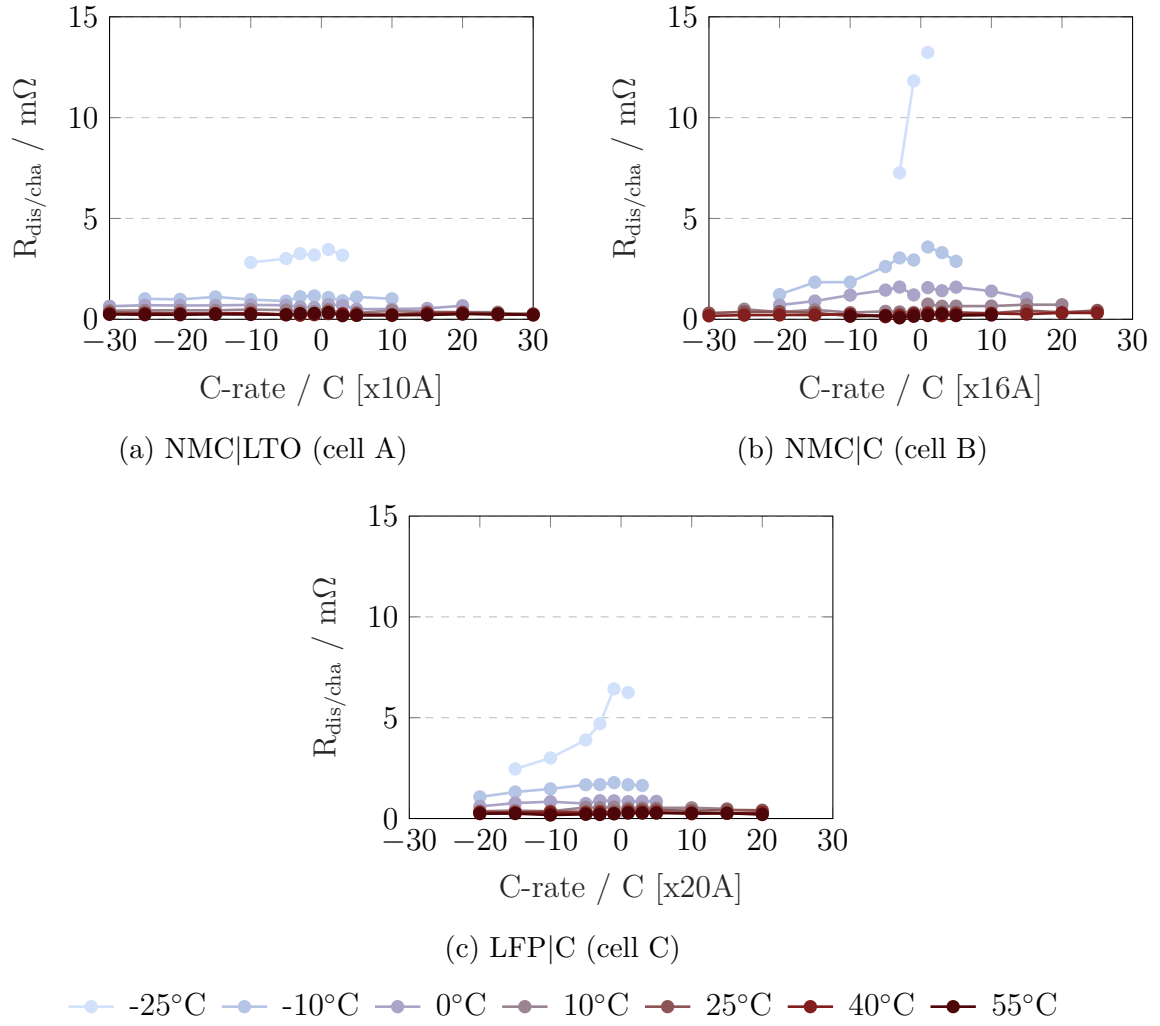 15
10
5
0
R_dis/cha / mΩ
−30 −20 −10 0 10 20 30
C-rate / C [x10A]
(a) NMC|LTO (cell A)
15
10
5
0
R_dis/cha / mΩ
−30 −20 −10 0 10 20 30
C-rate / C [x16A]
(b) NMC|C (cell B)
15
10
5
0
R_dis/cha / mΩ
−30 −20 −10 0 10 20 30
C-rate / C [x20A]
(c) LFP|C (cell C)
-25°C -10°C 0°C 10°C 25°C 40°C 55°C